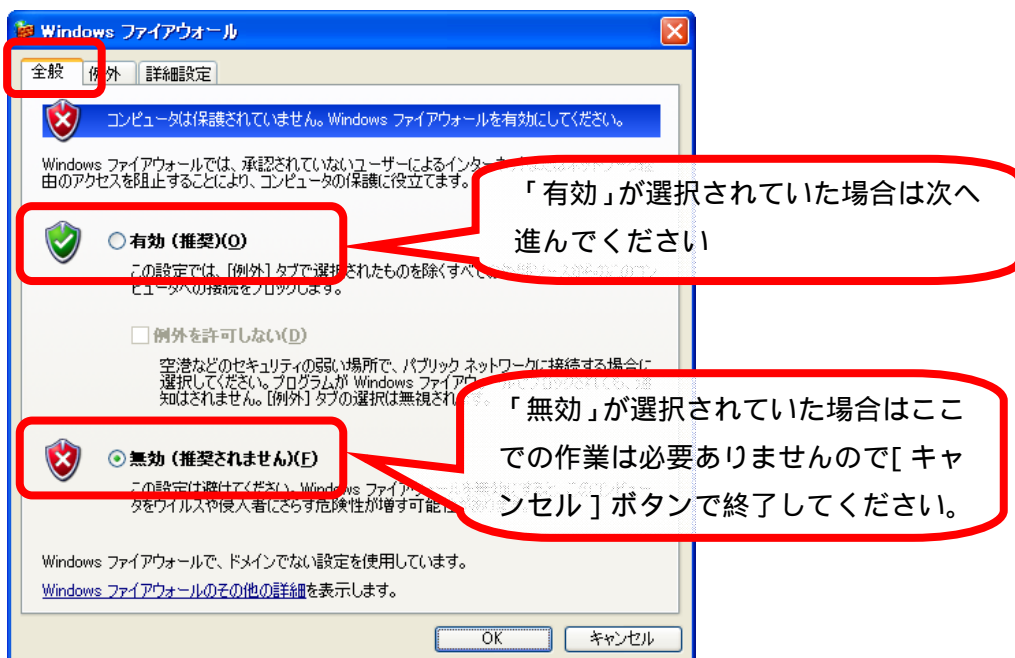 Windows ファイアウォール
全般 例外 詳細設定
コンピュータは保護されていません。Windows ファイアウォールを有効にしてください。
Windows ファイアウォールでは、承認されていないユーザーによるインター
由のアクセスを阻止することにより、コンピュータの保護に役立てます。
「有効」が選択されていた場合は次へ
進んでください
有効 (推奨)(O)
この設定では、[例外] タブで選択されたものを除くすべて
ピュータへの接続をブロックします。
例外を許可しない(D)
空港などのセキュリティの弱い場所で、パブリック ネットワークに接続する場合に
選択してください。プログラムが Windows ファイアウ
知はされません。[例外] タブの選択は無視され
「無効」が選択されていた場合はここ
での作業は必要ありませんので[ キャ
ンセル ] ボタンで終了してください。
無効 (推奨されません)(F)
この設定は避けてください。Windows ファイアウ
タをウイルスや侵入者にさらす危険性が増す可能性
Windows ファイアウォールで、ドメインでない設定を使用しています。
Windows ファイアウォールのその他の詳細を表示します。
OK キャンセル